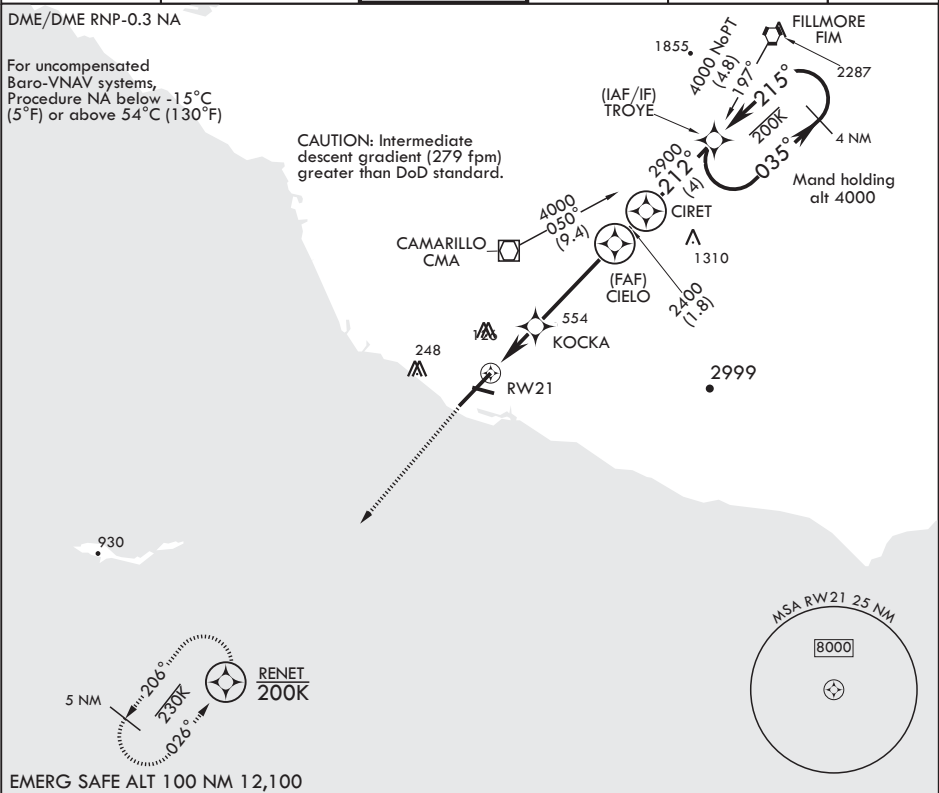 DME/DME RNP-0.3 NA
For uncompensated
Baro-VNAV systems,
Procedure NA below -15°C
(5°F) or above 54°C (130°F)
CAUTION: Intermediate
descent gradient (279 fpm)
greater than DoD standard.
1855
4000 NoPT
(4.8)
197°
FILLMORE
FIM
2287
(IAF/IF)
TROYE
215°
200K
035°
4 NM
Mand holding
alt 4000
2900
212°
(4)
CIRET
4000
050°
(9.4)
CAMARILLO
CMA
1310
(FAF)
CIELO
2400
(1.8)
554
KOCKA
126
248
RW21
2999
930
MSA RW21 25 NM
8000
RENET
200K
206°
230K
026°
5 NM
EMERG SAFE ALT 100 NM 12,100